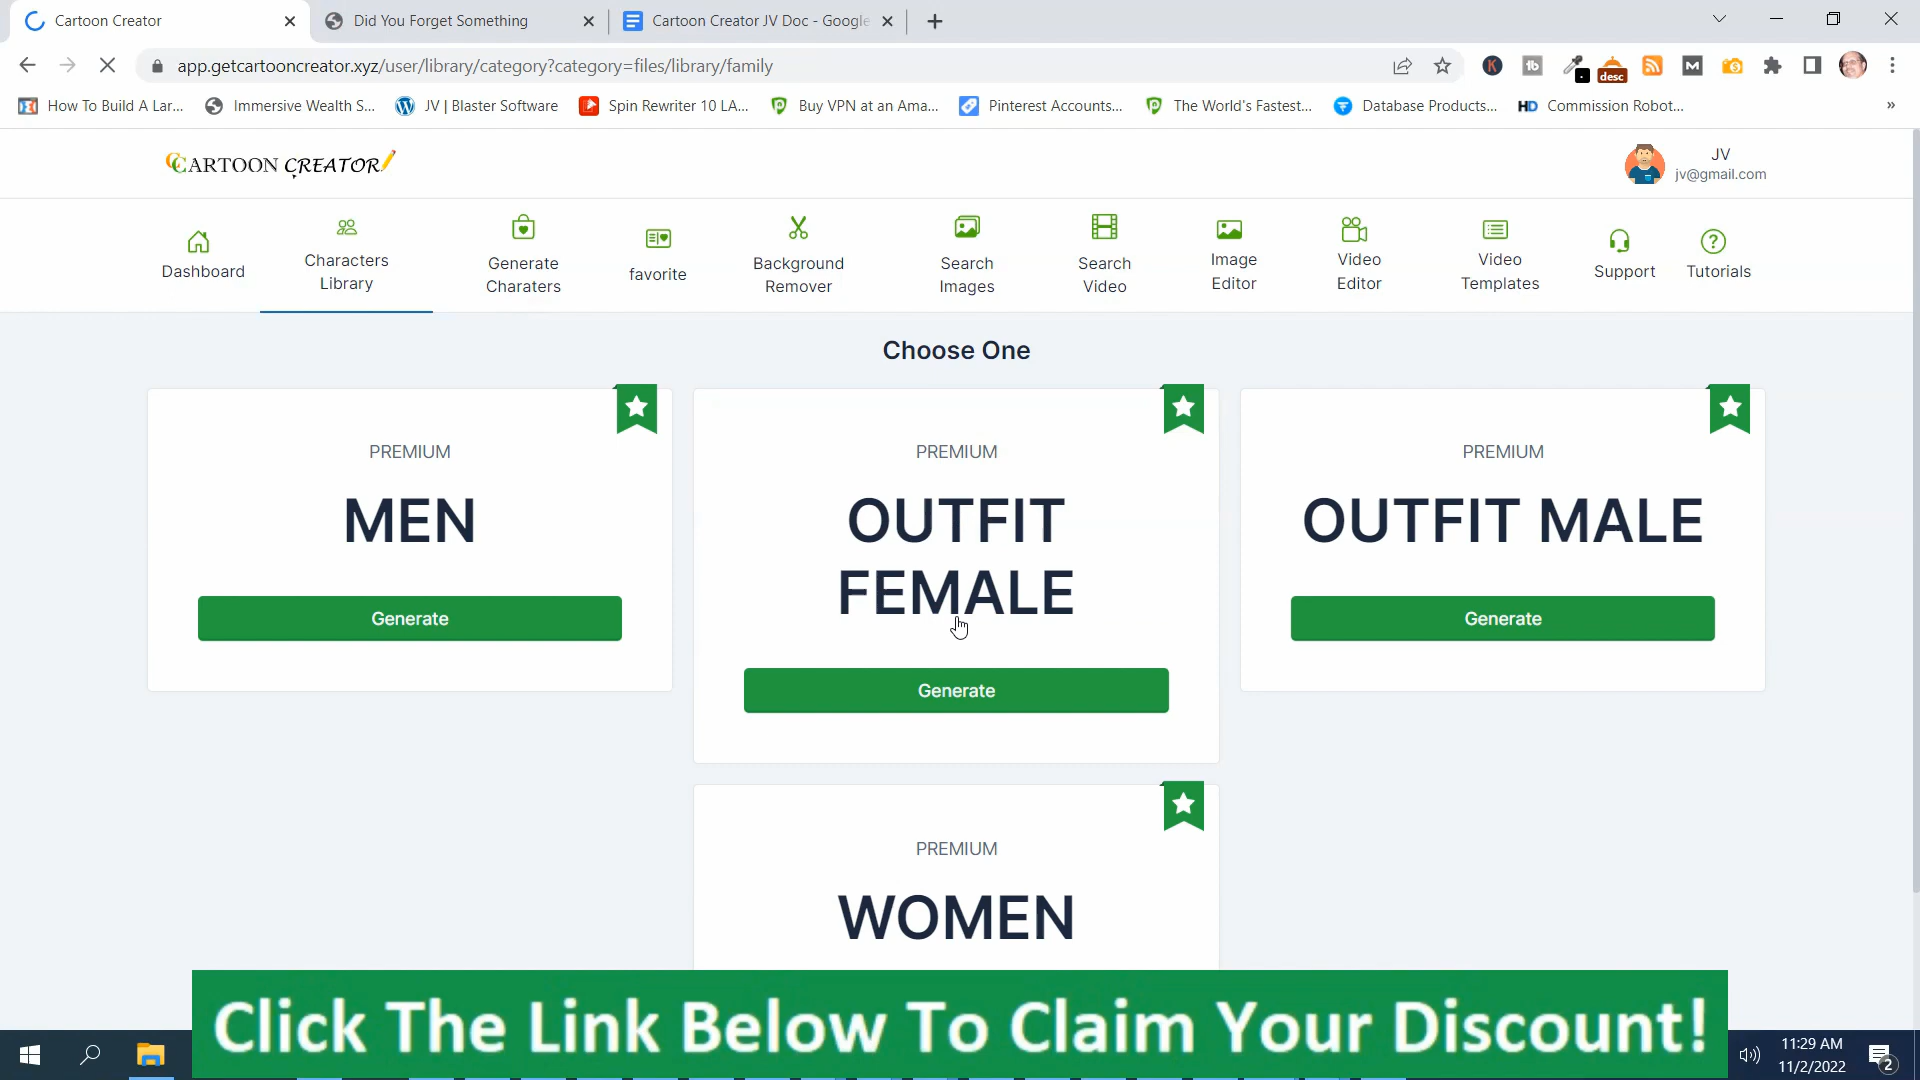 Cartoon Creator
Did You Forget Something
Cartoon Creator JV Doc - Google
app.getcartooncreator.xyz/user/library/category?category=files/library/family
desc
How To Build A Lar...
Immersive Wealth S...
JV | Blaster Software
Spin Rewriter 10 LA...
Buy VPN at an Ama...
Pinterest Accounts...
The World's Fastest...
Database Products...
HD Commission Robot...
»
CARTOON CREATOR
JV
jv@gmail.com
Dashboard
Characters
Library
Generate
Charaters
favorite
Background
Remover
Search
Images
Search
Video
Image
Editor
Video
Editor
Video
Templates
Support
Tutorials
Choose One
PREMIUM
MEN
Generate
PREMIUM
OUTFIT
FEMALE
Generate
PREMIUM
OUTFIT MALE
Generate
PREMIUM
WOMEN
Click The Link Below To Claim Your Discount!
11:29 AM
11/2/2022
2